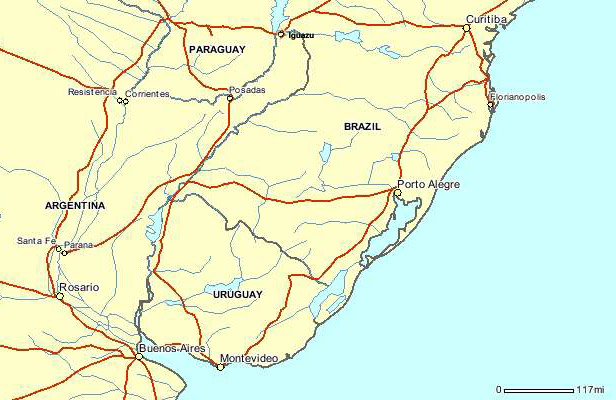 Curitiba
Iguazu
PARAGUAY
Resistencia
Corrientes
Posadas
Florianopolis
BRAZIL
Porto Alegre
ARGENTINA
Santa Fe
Parana
Rosario
URUGUAY
Buenos Aires
Montevideo
0 117mi